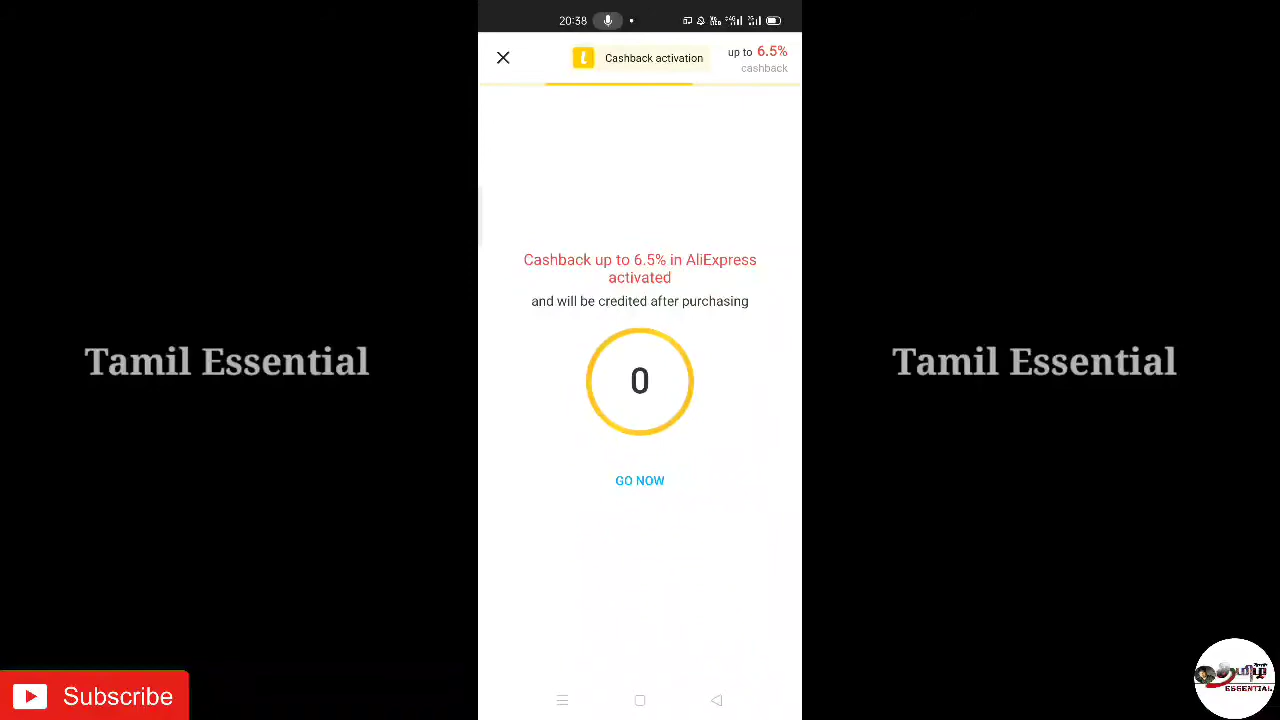 20:38
Cashback activation
up to 6.5%
cashback
Cashback up to 6.5% in AliExpress
activated
and will be credited after purchasing
0
GO NOW
Tamil Essential
Tamil Essential
Subscribe
ESSENTIAL